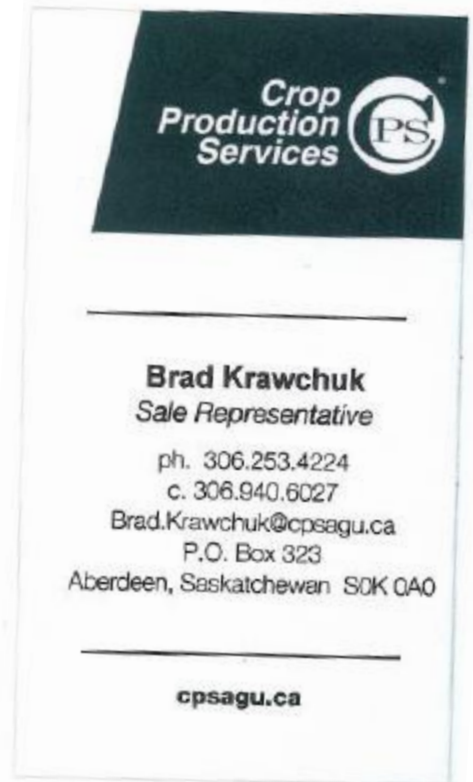 Crop
Production
Services
CPS
Brad Krawchuk
Sale Representative
ph. 306.253.4224
c. 306.940.6027
Brad.Krawchuk@cpsagu.ca
P.O. Box 323
Aberdeen, Saskatchewan S0K 0A0
cpsagu.ca